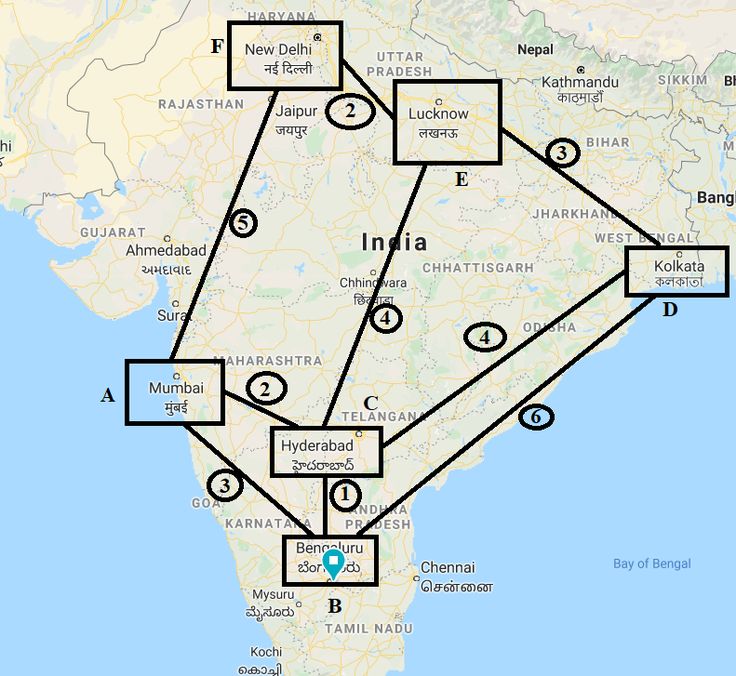 HARYANA
F
New Delhi
नई दिल्ली
UTTAR
PRADESH
Nepal
Kathmandu
काठमाडौं
SIKKIM
Bh
RAJASTHAN
Jaipur
जयपुर
2
Lucknow
लखनऊ
E
3
BIHAR
M
hi
5
GUJARAT
Ahmedabad
અમદાવાદ
India
JHARKHAND
WEST BENGAL
Bangl
Kolkata
কলকাতা
D
Chhindwara
छिंदवाड़ा
CHHATTISGARH
Surat
4
4
ODISHA
MAHARASHTRA
A
Mumbai
मुंबई
2
C
TELANGANA
6
Hyderabad
హైదరాబాద్
3
1
GOA
KARNATAKA
ANDHRA
PRADESH
Bengaluru
B
Chennai
சென்னை
Bay of Bengal
Mysuru
ಮೈಸೂರು
TAMIL NADU
Kochi
കൊച്ചി